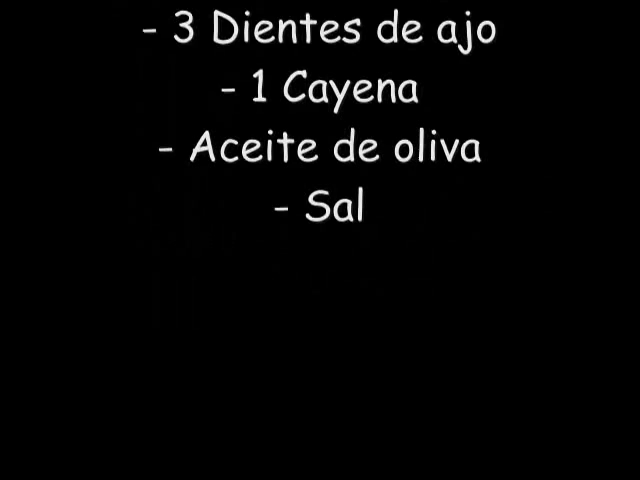 - 3 Dientes de ajo
- 1 Cayena
- Aceite de oliva
- Sal